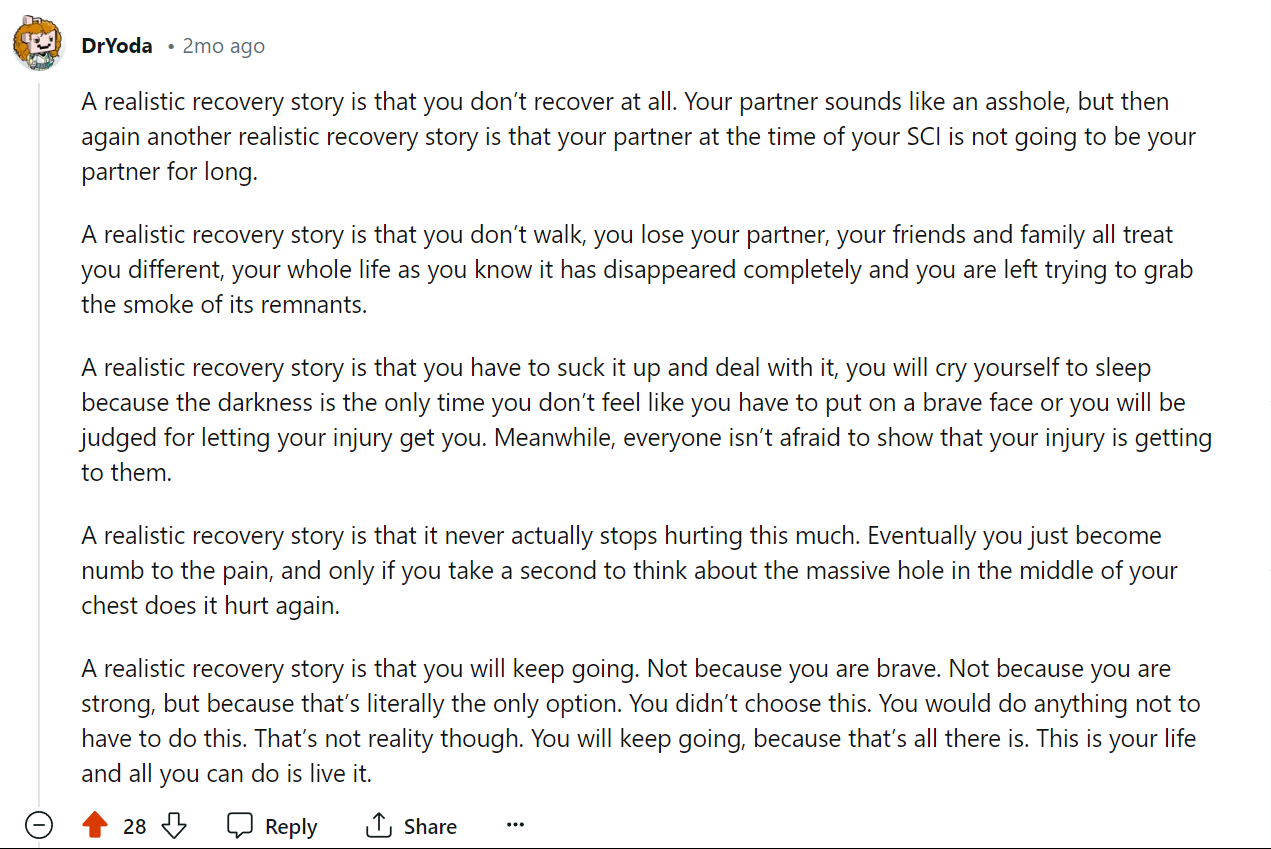 DrYoda • 2mo ago
A realistic recovery story is that you don’t recover at all. Your partner sounds like an asshole, but then
again another realistic recovery story is that your partner at the time of your SCI is not going to be your
partner for long.
A realistic recovery story is that you don’t walk, you lose your partner, your friends and family all treat
you different, your whole life as you know it has disappeared completely and you are left trying to grab
the smoke of its remnants.
A realistic recovery story is that you have to suck it up and deal with it, you will cry yourself to sleep
because the darkness is the only time you don’t feel like you have to put on a brave face or you will be
judged for letting your injury get you. Meanwhile, everyone isn’t afraid to show that your injury is getting
to them.
A realistic recovery story is that it never actually stops hurting this much. Eventually you just become
numb to the pain, and only if you take a second to think about the massive hole in the middle of your
chest does it hurt again.
A realistic recovery story is that you will keep going. Not because you are brave. Not because you are
strong, but because that’s literally the only option. You didn’t choose this. You would do anything not to
have to do this. That’s not reality though. You will keep going, because that’s all there is. This is your life
and all you can do is live it.
28 Reply Share ···